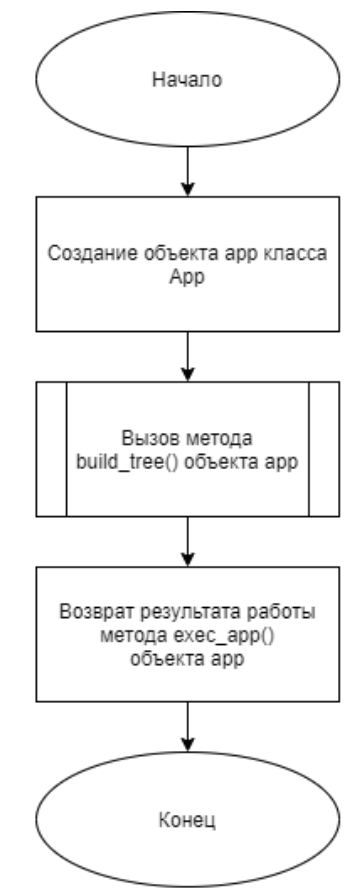 Начало
Создание объекта app класса
App
Вызов метода
build_tree() объекта app
Возврат результата работы
метода exec_app()
объекта app
Конец